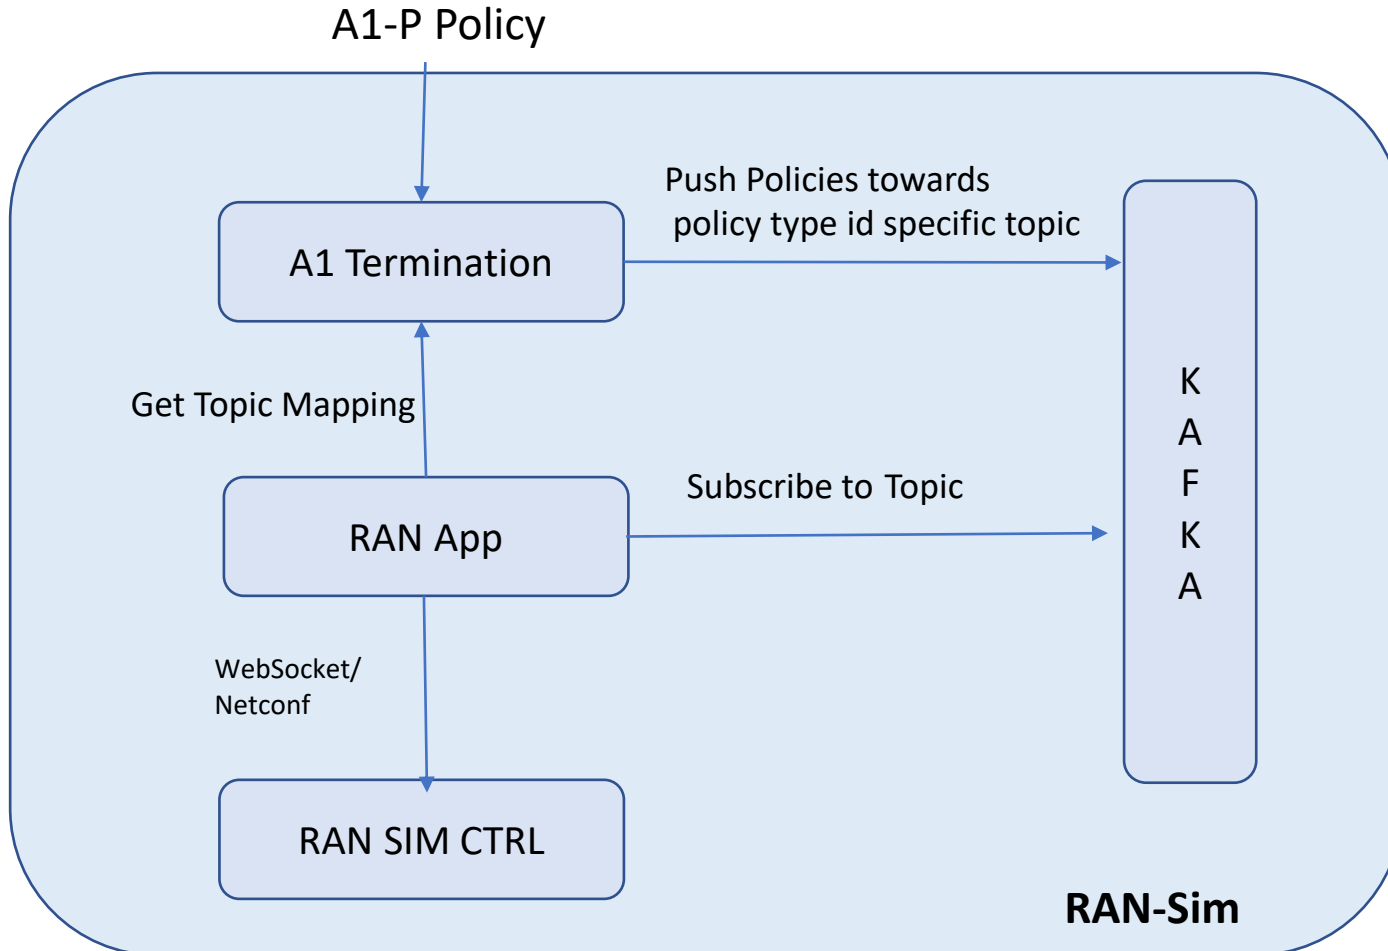 A1-P Policy
Push Policies towards
policy type id specific topic
A1 Termination
Get Topic Mapping
K
A
F
K
A
Subscribe to Topic
RAN App
WebSocket/
Netconf
RAN SIM CTRL
RAN-Sim